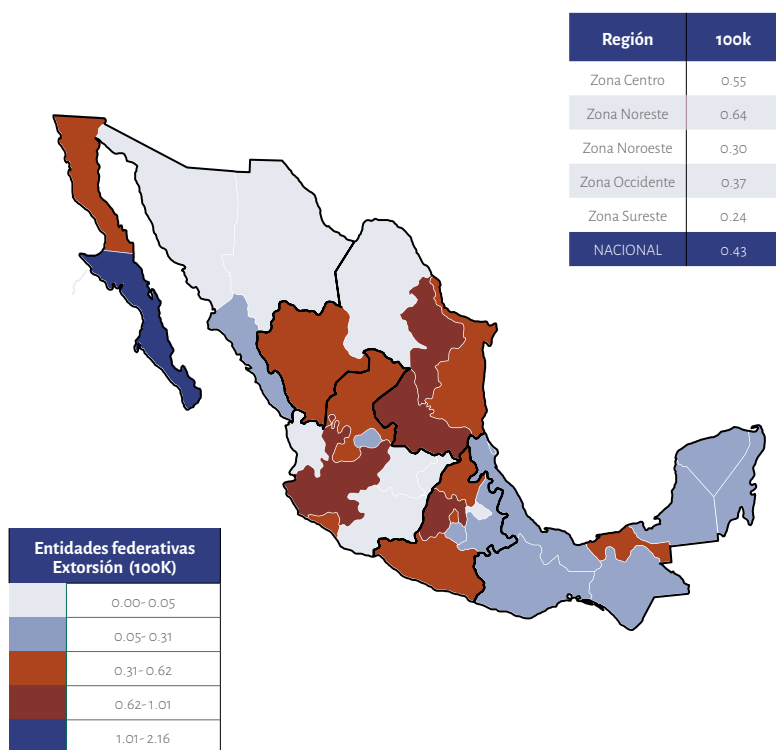 Región 100k
Zona Centro 0.55
Zona Noreste 0.64
Zona Noroeste 0.30
Zona Occidente 0.37
Zona Sureste 0.24
NACIONAL 0.43
Entidades federativas
Extorsión (100K)
0.00-0.05
0.05-0.31
0.31-0.62
0.62-1.01
1.01-2.16